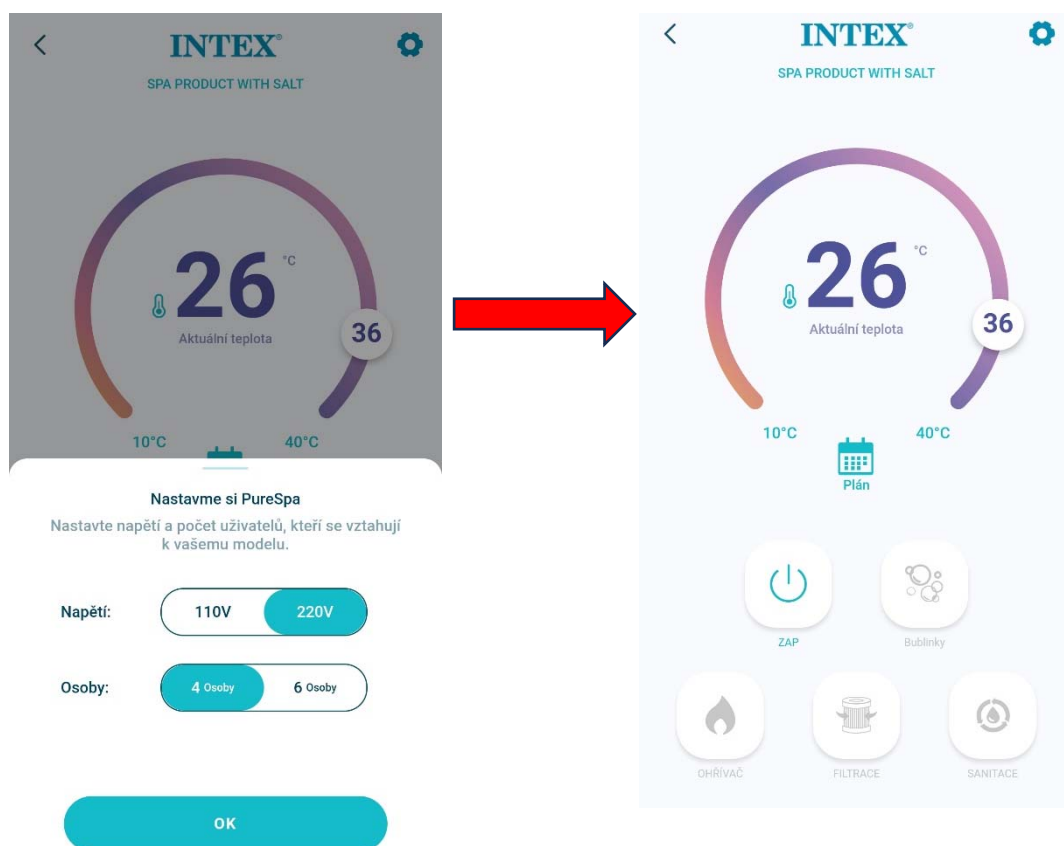 INTEX®
SPA PRODUCT WITH SALT
26 °C
Aktuální teplota
36
10°C 40°C
Nastavme si PureSpa
Nastavte napětí a počet uživatelů, kteří se vztahují
k vašemu modelu.
Napětí: 110V 220V
Osoby: 4 Osoby 6 Osoby
OK
INTEX®
SPA PRODUCT WITH SALT
26 °C
Aktuální teplota
36
10°C 40°C
Plán
ZAP Bublinky
OHŘÍVAČ FILTRACE SANITACE